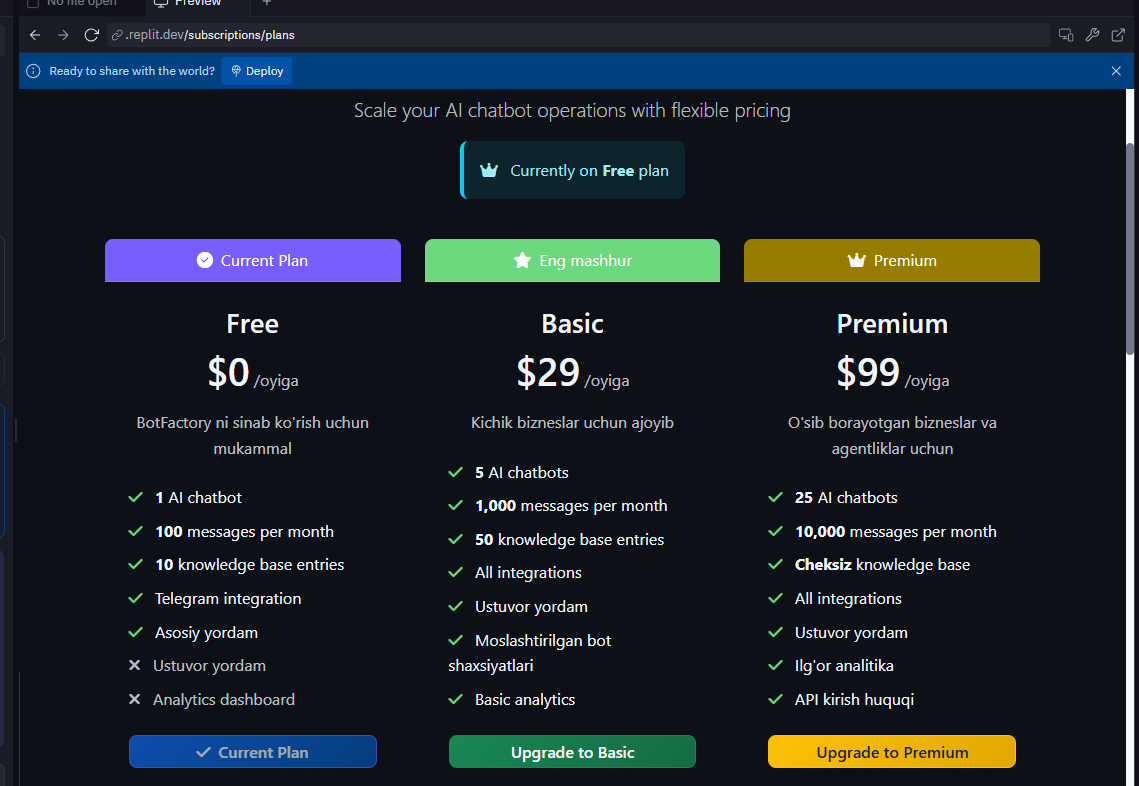 No file open
Preview
.replit.dev/subscriptions/plans
Ready to share with the world?
Deploy
Scale your AI chatbot operations with flexible pricing
Currently on Free plan
Current Plan
Free
$0 /oyiga
BotFactory ni sinab ko'rish uchun
mukammal
1 AI chatbot
100 messages per month
10 knowledge base entries
Telegram integration
Asosiy yordam
Ustuvor yordam
Analytics dashboard
Current Plan
Eng mashhur
Basic
$29 /oyiga
Kichik bizneslar uchun ajoyib
5 AI chatbots
1,000 messages per month
50 knowledge base entries
All integrations
Ustuvor yordam
Moslashtirilgan bot
shaxsiyatlari
Basic analytics
Upgrade to Basic
Premium
Premium
$99 /oyiga
O'sib borayotgan bizneslar va
agentliklar uchun
25 AI chatbots
10,000 messages per month
Cheksiz knowledge base
All integrations
Ustuvor yordam
Ilg'or analitika
API kirish huquqi
Upgrade to Premium